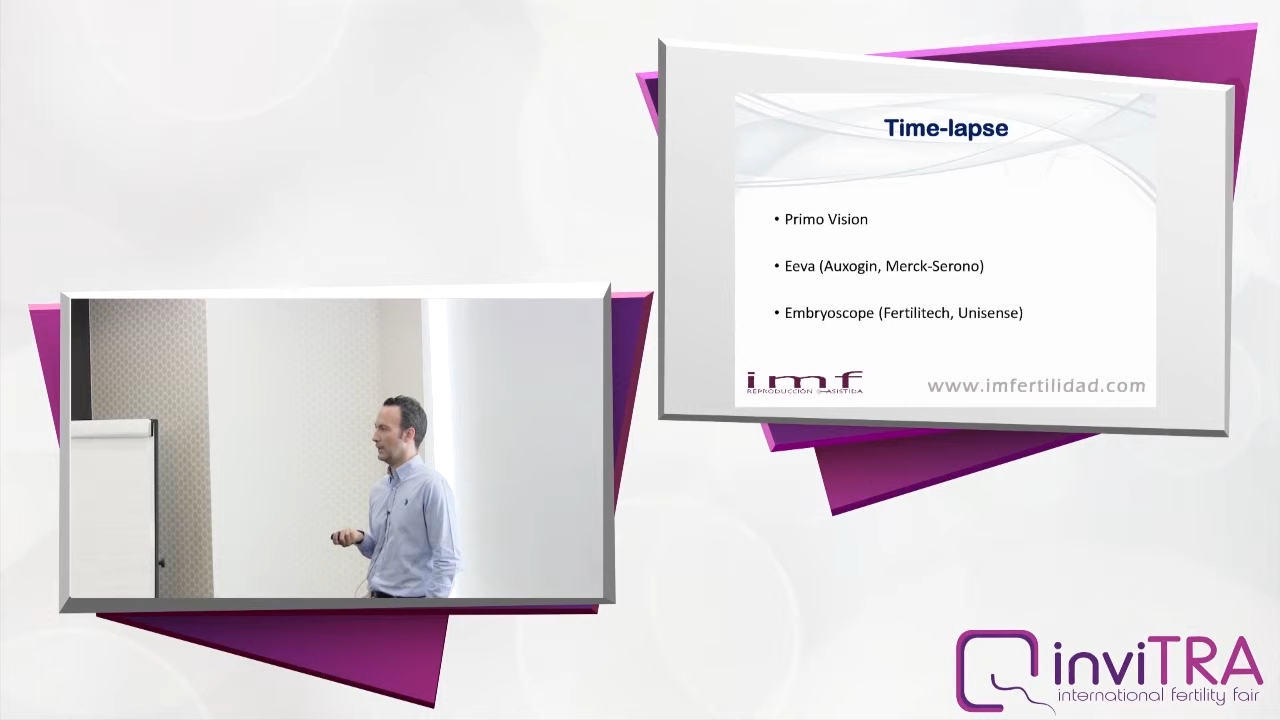 Time-lapse
• Primo Vision
• Eeva (Auxogin, Merck-Serono)
• Embryoscope (Fertilitech, Unisense)
imf
REPRODUCCIÓN ASISTIDA
www.imfertilidad.com
inviTRA
international fertility fair